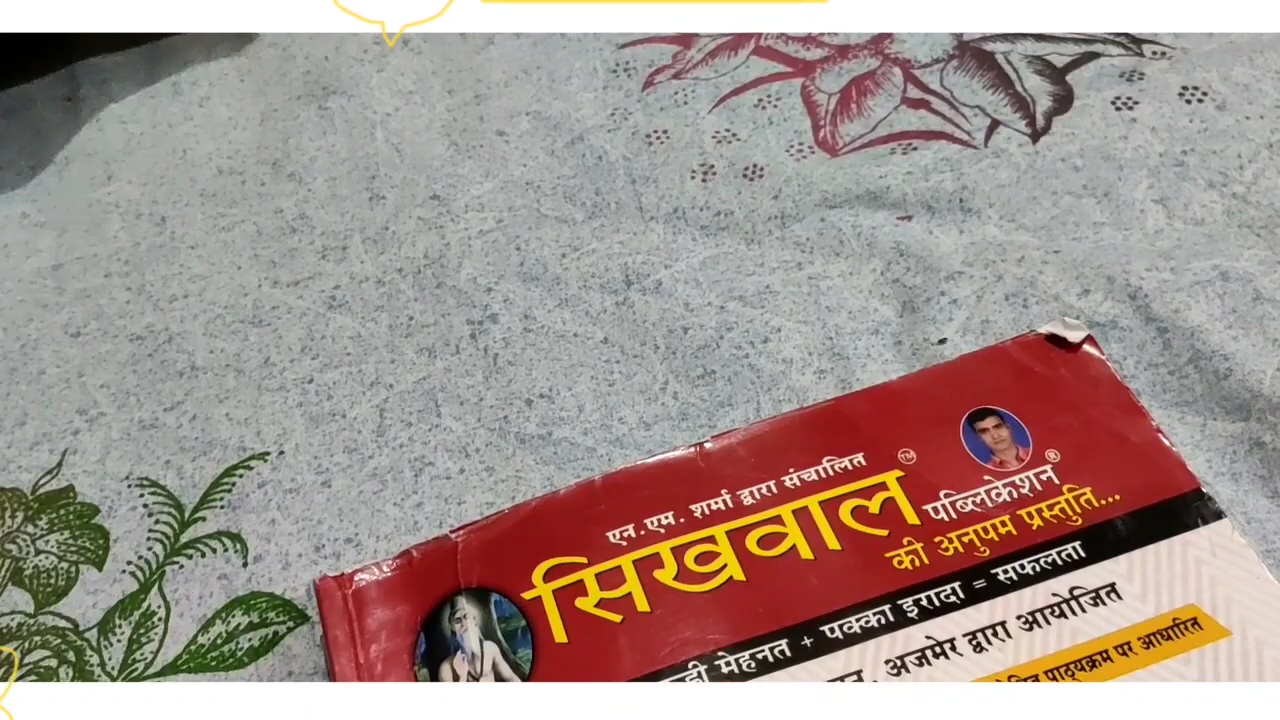 एन.एम. शर्मा द्वारा संचालित
सिखवाल™ पब्लिकेशन®
की अनुपम प्रस्तुति...
मेहनत + पक्का इरादा = सफलता
अजमेर द्वारा आयोजित
पाठ्यक्रम पर आधारित